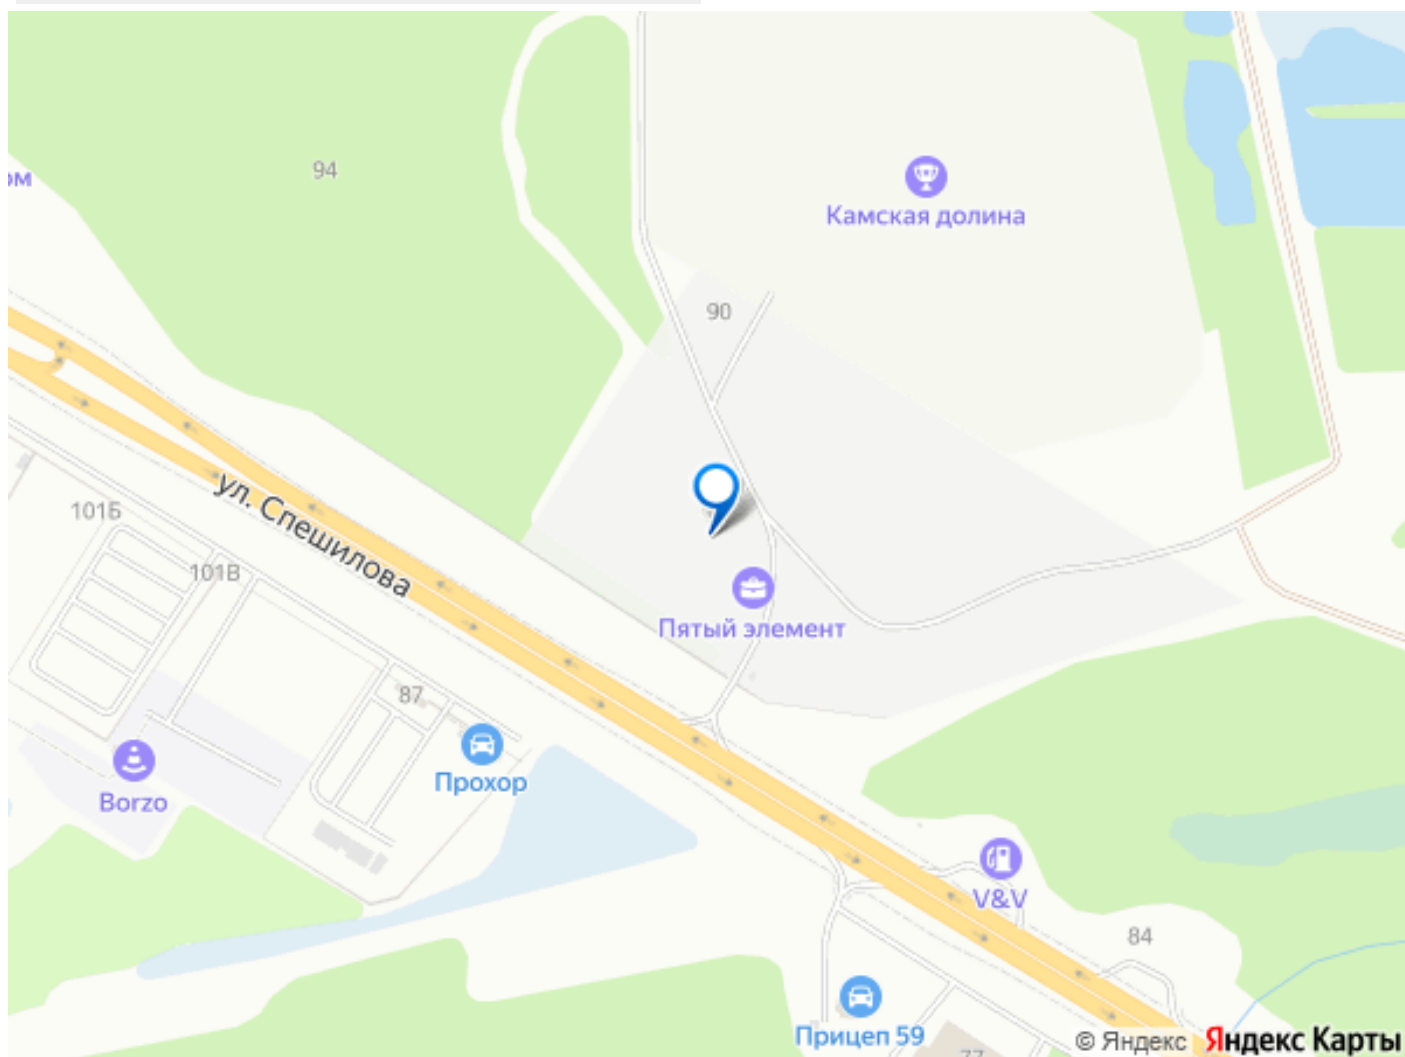 94
ом
Камская долина
90
ул. Спешилова
101Б
101В
Пятый элемент
87
Прохор
Borzo
V&V
84
Прицеп 59
77
© Яндекс Яндекс Карты